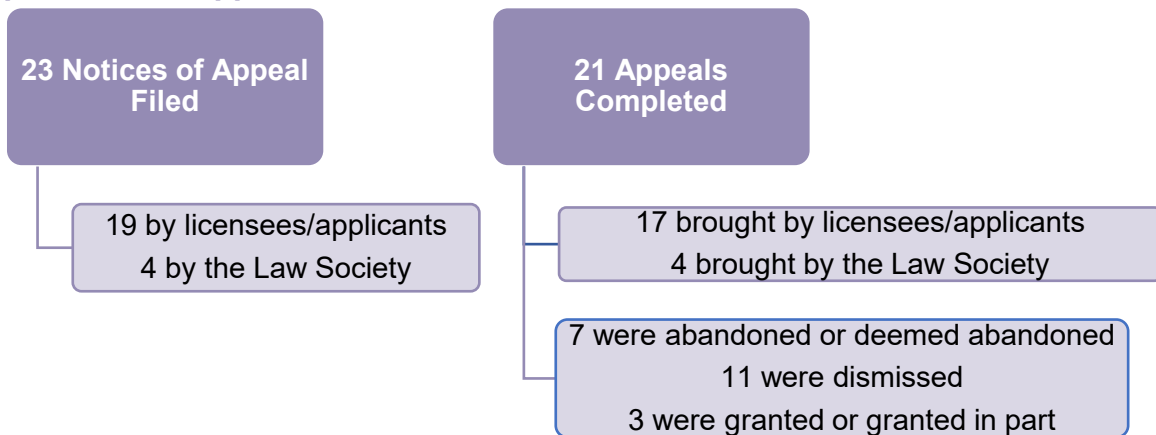 23 Notices of Appeal
Filed
19 by licensees/applicants
4 by the Law Society
21 Appeals
Completed
17 brought by licensees/applicants
4 brought by the Law Society
7 were abandoned or deemed abandoned
11 were dismissed
3 were granted or granted in part